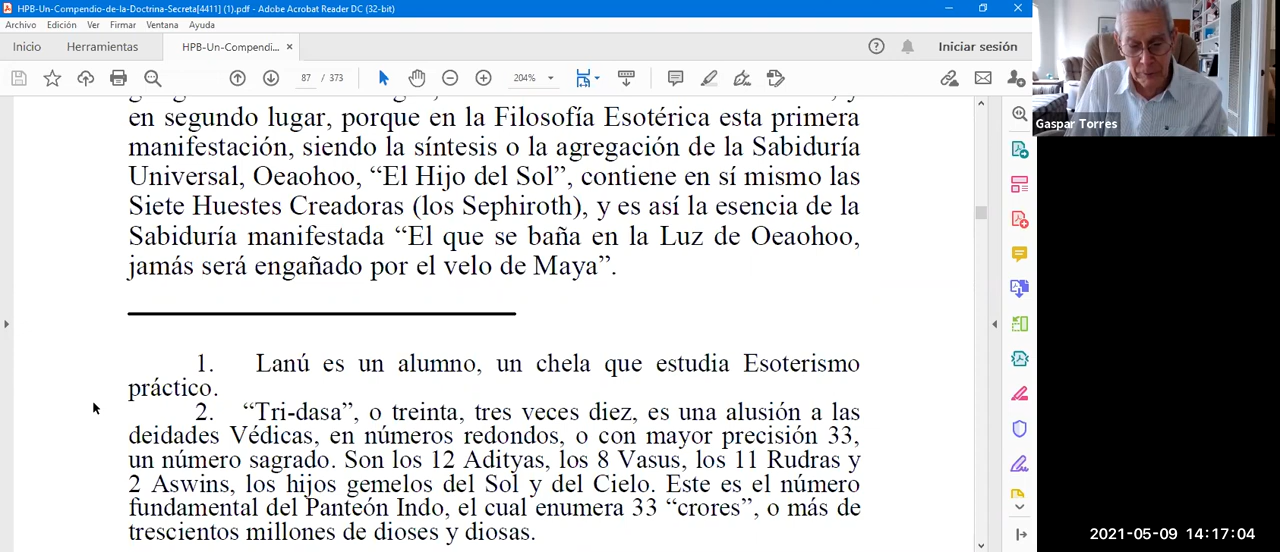 HPB-Un-Compendio-de-la-Doctrina-Secreta[4411] (1).pdf - Adobe Acrobat Reader DC (32-bit)
Archivo Edición Ver Firmar Ventana Ayuda
Inicio Herramientas HPB-Un-Compendi... × Iniciar sesión
87 / 373 204%
en segundo lugar, porque en la Filosofía Esotérica esta primera
manifestación, siendo la síntesis o la agregación de la Sabiduría
Universal, Oeaohoo, “El Hijo del Sol”, contiene en sí mismo las
Siete Huestes Creadoras (los Sephiroth), y es así la esencia de la
Sabiduría manifestada “El que se baña en la Luz de Oeaohoo,
jamás será engañado por el velo de Maya”.
1. Lanú es un alumno, un chela que estudia Esoterismo
práctico.
2. “Tri-dasa”, o treinta, tres veces diez, es una alusión a las
deidades Védicas, en números redondos, o con mayor precisión 33,
un número sagrado. Son los 12 Adityas, los 8 Vasus, los 11 Rudras y
2 Aswins, los hijos gemelos del Sol y del Cielo. Este es el número
fundamental del Panteón Indo, el cual enumera 33 “crores”, o más de
trescientos millones de dioses y diosas.
Gaspar Torres
2021-05-09 14:17:04